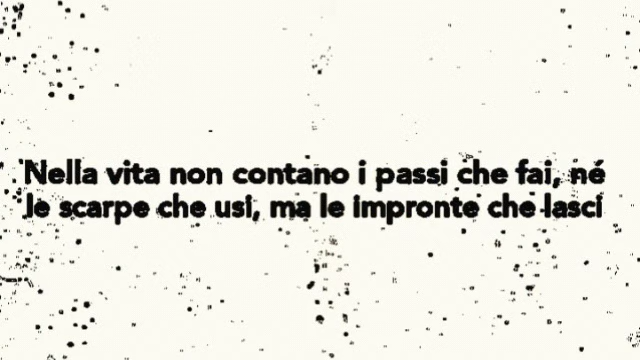 Nella vita non contano i passi che fai, né
le scarpe che usi, ma le impronte che lasci